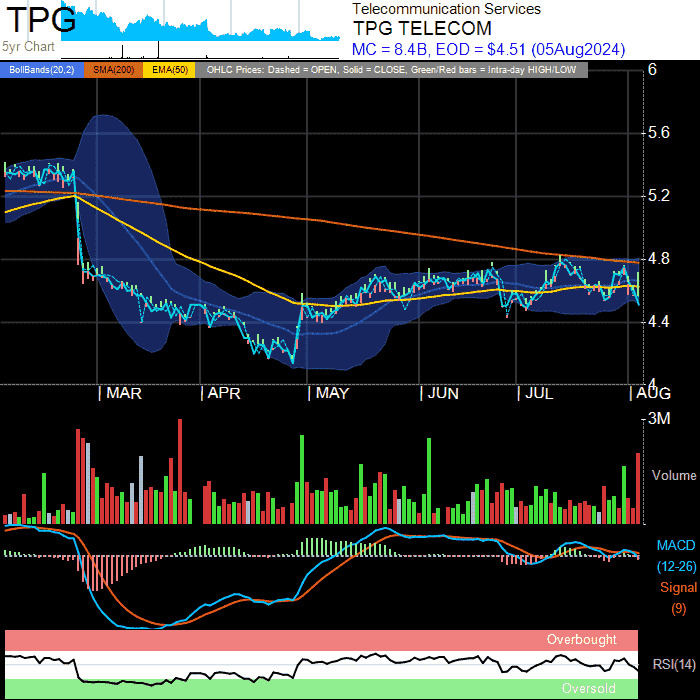 TPG
5yr Chart
Telecommunication Services
TPG TELECOM
MC = 8.4B, EOD = $4.51 (05Aug2024)
BollBands(20,2) SMA(200) EMA(50) OHLC Prices: Dashed = OPEN, Solid = CLOSE, Green/Red bars = Intra-day HIGH/LOW
6
5.6
5.2
4.8
4.4
4
| MAR | APR | MAY | JUN | JUL | AUG
3M
Volume
MACD
(12-26)
Signal
(9)
Overbought
RSI(14)
Oversold